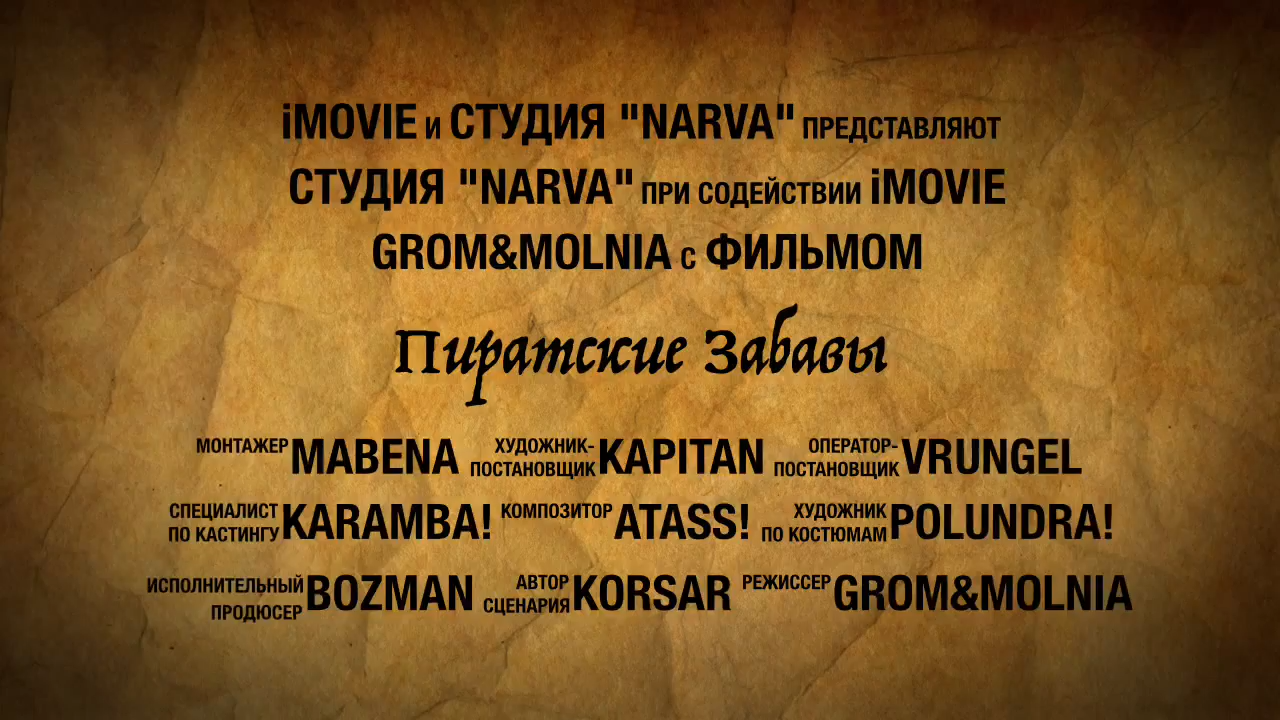 iMOVIE И СТУДИЯ "NARVA" ПРЕДСТАВЛЯЮТ
СТУДИЯ "NARVA" ПРИ СОДЕЙСТВИИ iMOVIE
GROM&MOLNIA С ФИЛЬМОМ
Пиратские Забавы
МОНТАЖЕР MABENA ХУДОЖНИК-ПОСТАНОВЩИК KAPITAN ОПЕРАТОР-ПОСТАНОВЩИК VRUNGEL
СПЕЦИАЛИСТ ПО КАСТИНГУ KARAMBA! КОМПОЗИТОР ATASS! ХУДОЖНИК ПО КОСТЮМАМ POLUNDRA!
ИСПОЛНИТЕЛЬНЫЙ ПРОДЮСЕР BOZMAN АВТОР СЦЕНАРИЯ KORSAR РЕЖИССЕР GROM&MOLNIA